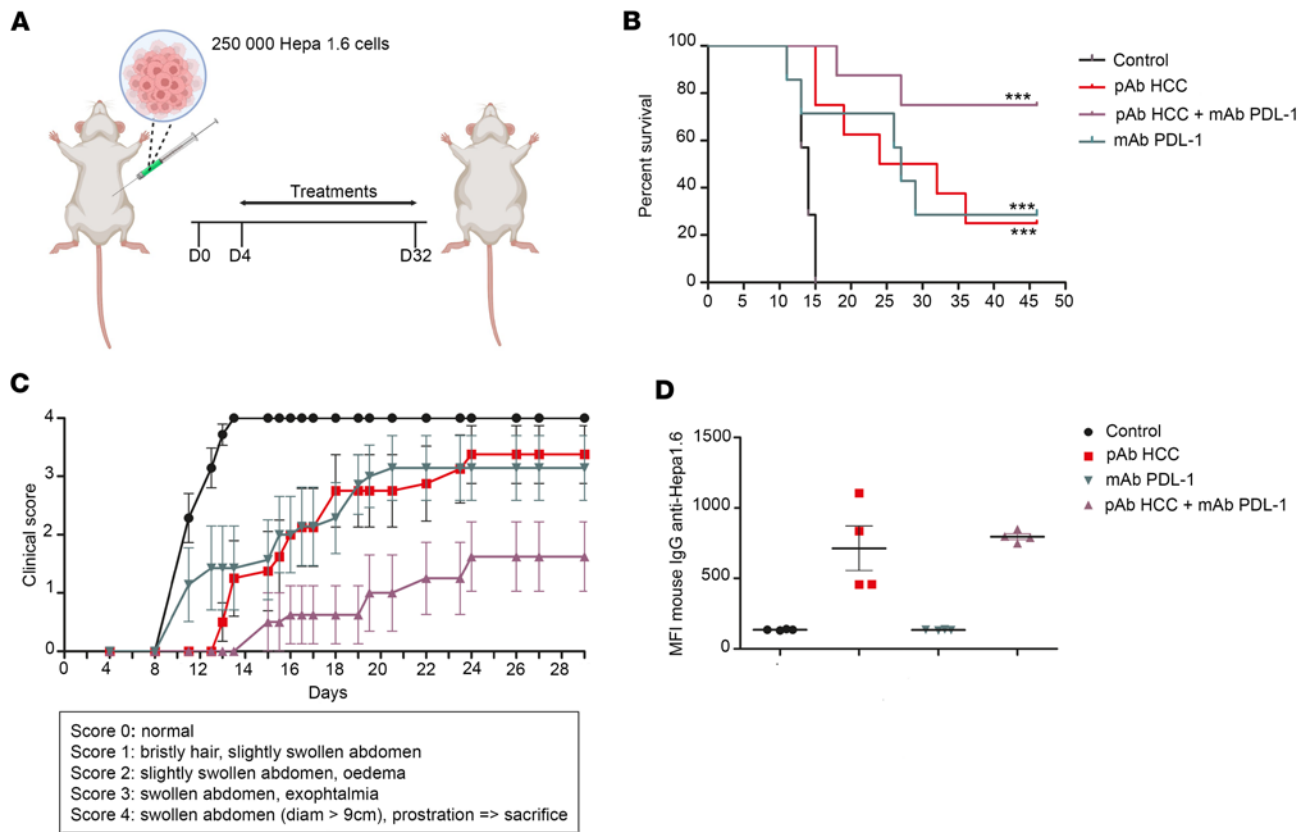 A
250 000 Hepa 1.6 cells
Treatments
D0
D4
D32
B
Percent survival
100
80
60
40
20
0
0 5 10 15 20 25 30 35 40 45 50
***
***
***
Control
pAb HCC
pAb HCC + mAb PDL-1
mAb PDL-1
C
Clinical score
4
3
2
1
0
0 2 4 8 12 14 16 18 20 22 24 26 28
Days
Score 0: normal
Score 1: bristly hair, slightly swollen abdomen
Score 2: slightly swollen abdomen, oedema
Score 3: swollen abdomen, exophtalmia
Score 4: swollen abdomen (diam > 9cm), prostration => sacrifice
D
MFI mouse IgG anti-Hepa1.6
1500
1000
500
0
Control
pAb HCC
mAb PDL-1
pAb HCC + mAb PDL-1